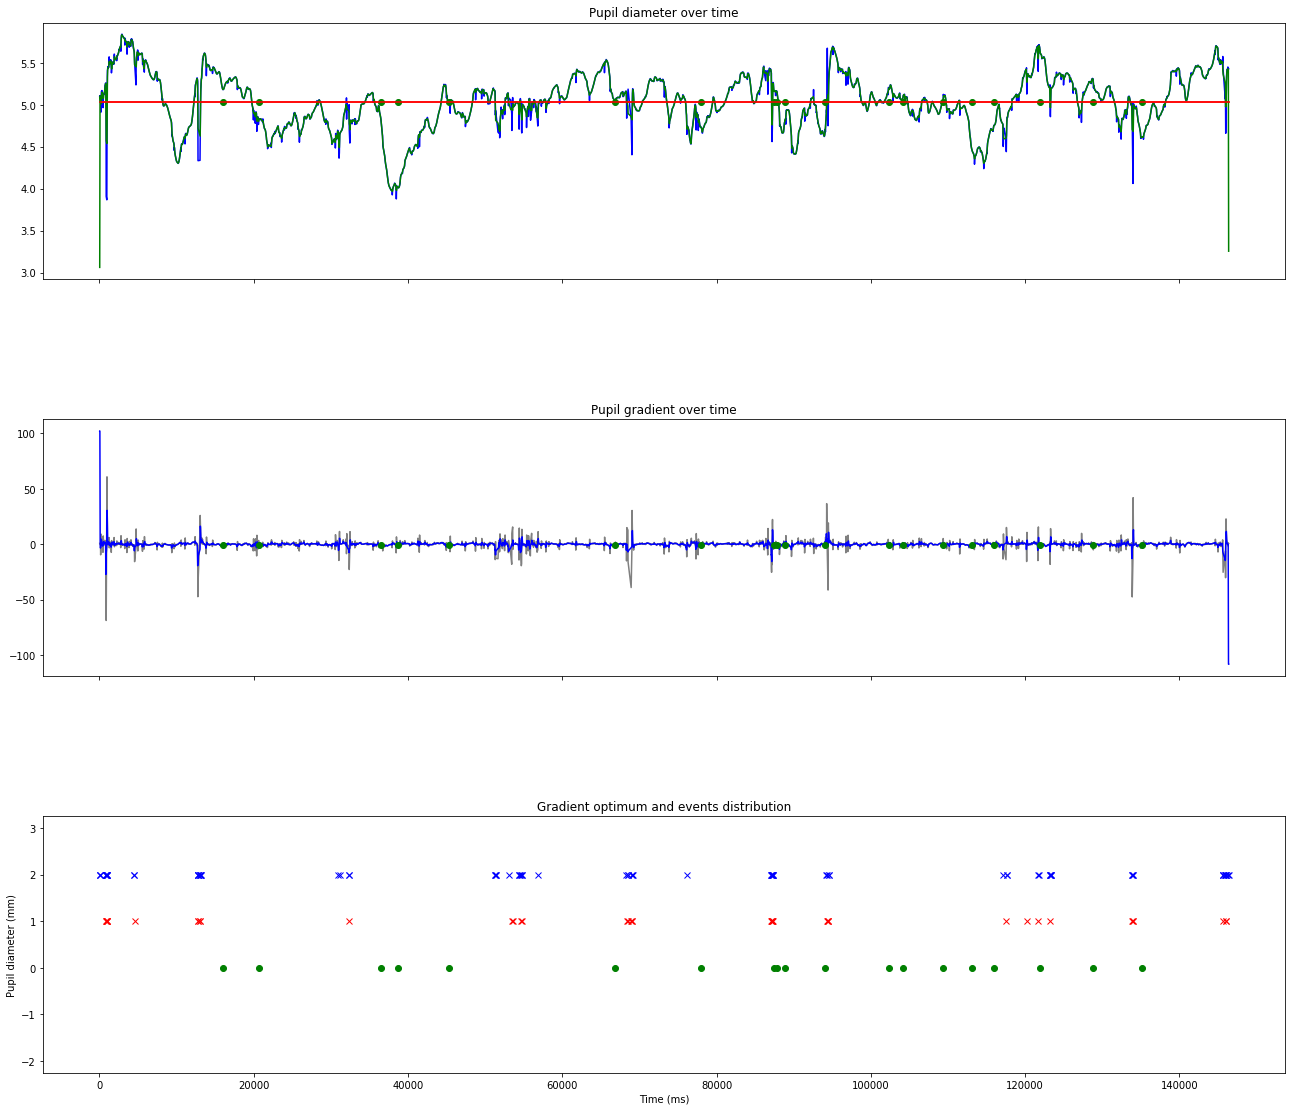 Pupil diameter over time
5.5
5.0
4.5
4.0
3.5
3.0
Pupil gradient over time
100
50
0
−50
−100
Gradient optimum and events distribution
3
2
1
0
−1
−2
Pupil diameter (mm)
0 20000 40000 60000 80000 100000 120000 140000
Time (ms)